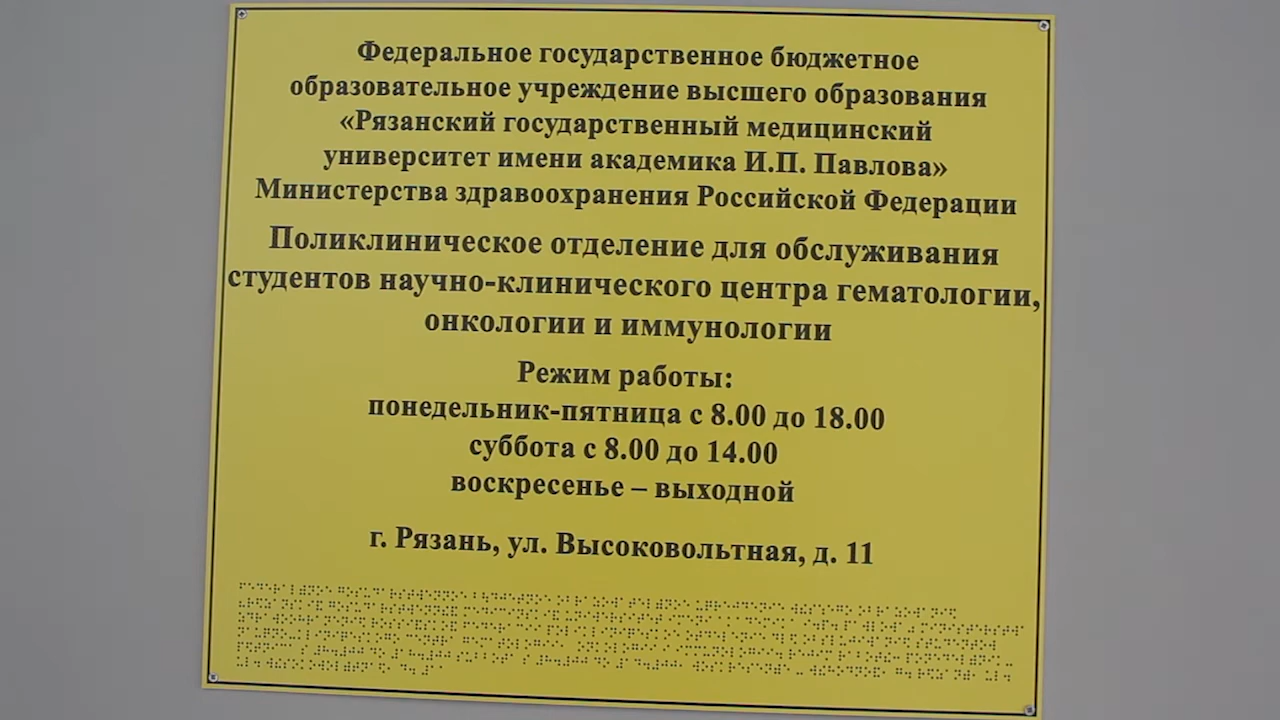 Федеральное государственное бюджетное
образовательное учреждение высшего образования
«Рязанский государственный медицинский
университет имени академика И.П. Павлова»
Министерства здравоохранения Российской Федерации
Поликлиническое отделение для обслуживания
студентов научно-клинического центра гематологии,
онкологии и иммунологии
Режим работы:
понедельник-пятница с 8.00 до 18.00
суббота с 8.00 до 14.00
воскресенье – выходной
г. Рязань, ул. Высоковольтная, д. 11